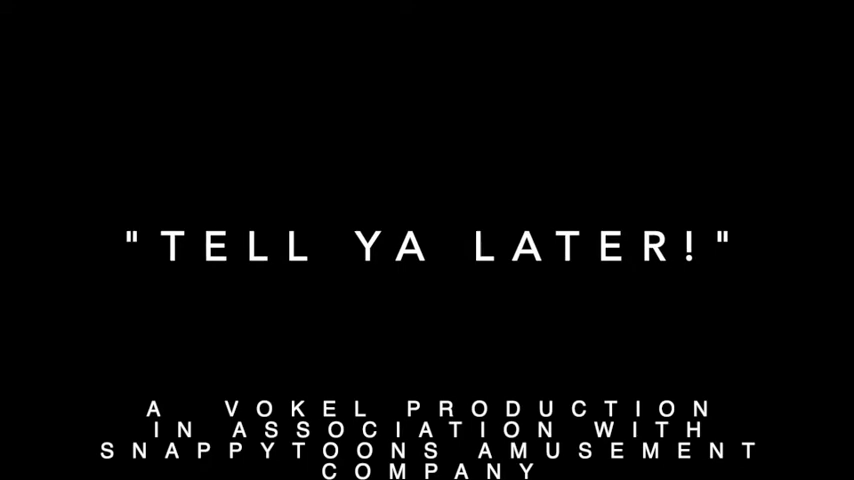 "TELL YA LATER!"
A VOKEL PRODUCTION
IN ASSOCIATION WITH
SNAPPYTOONS AMUSEMENT
COMPANY